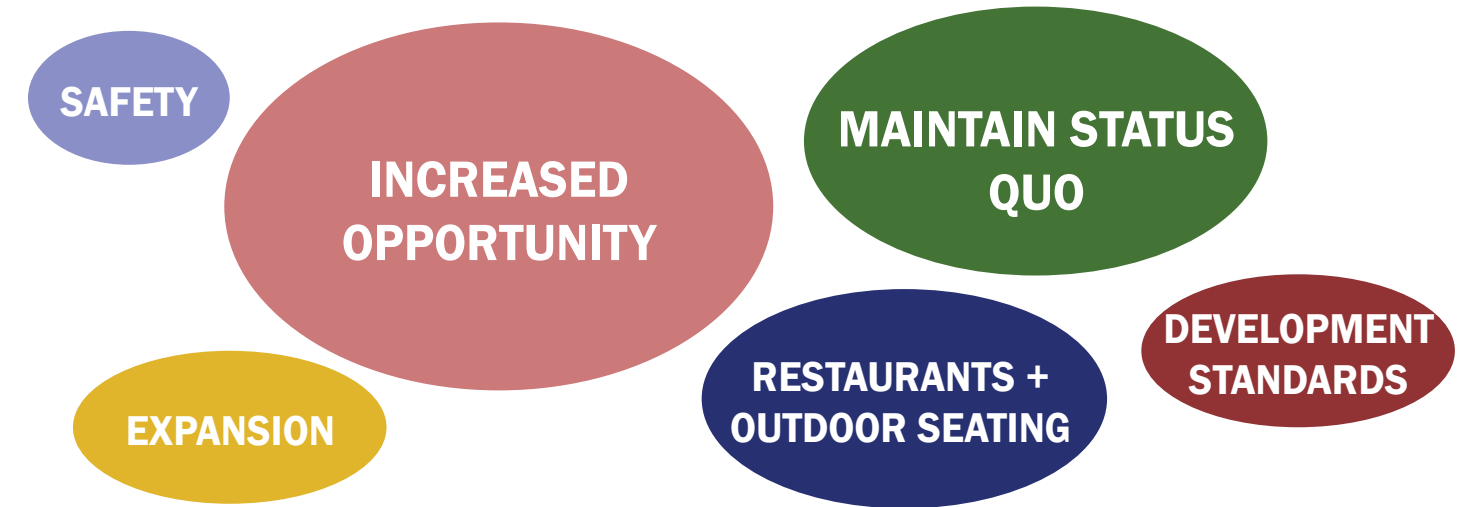 SAFETY
INCREASED
OPPORTUNITY
MAINTAIN STATUS
QUO
EXPANSION
RESTAURANTS +
OUTDOOR SEATING
DEVELOPMENT
STANDARDS